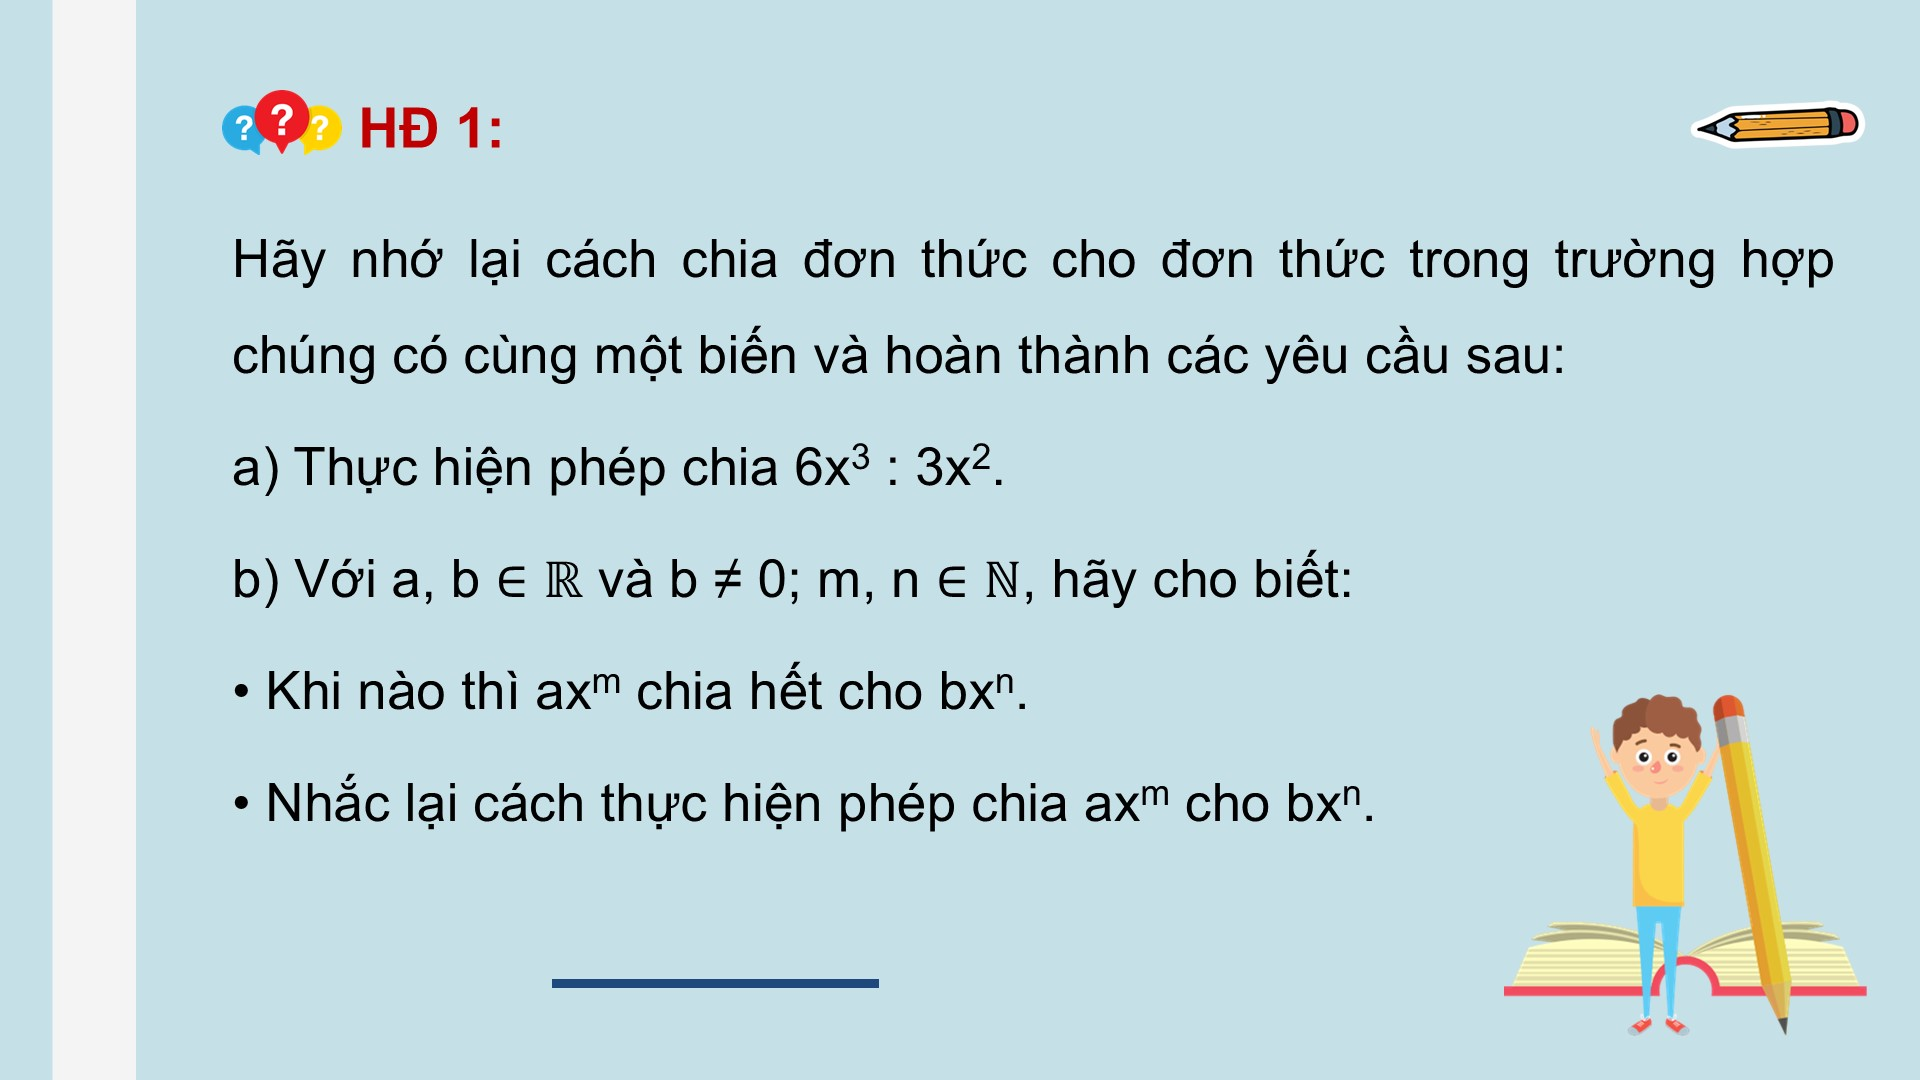 ? ? ? HĐ 1:
Hãy nhớ lại cách chia đơn thức cho đơn thức trong trường hợp
chúng có cùng một biến và hoàn thành các yêu cầu sau:
a) Thực hiện phép chia 6x³ : 3x².
b) Với a, b ∈ ℝ và b ≠ 0; m, n ∈ ℕ, hãy cho biết:
• Khi nào thì axᵐ chia hết cho bxⁿ.
• Nhắc lại cách thực hiện phép chia axᵐ cho bxⁿ.